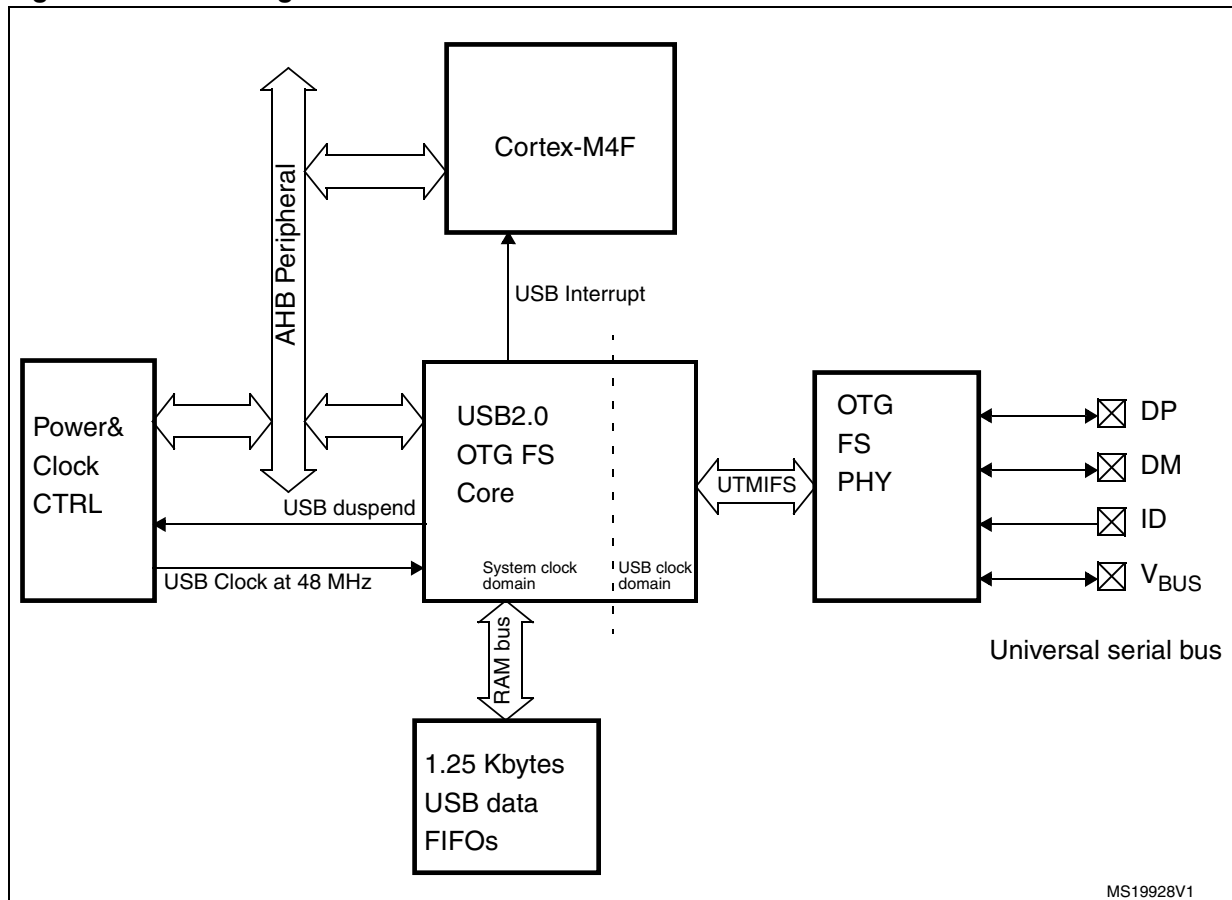 Cortex-M4F
AHB Peripheral
USB Interrupt
Power&
Clock
CTRL
USB2.0
OTG FS
Core
System clock
domain
USB clock
domain
USB duspend
USB Clock at 48 MHz
UTMIFS
OTG
FS
PHY
DP
DM
ID
VBUS
Universal serial bus
RAM bus
1.25 Kbytes
USB data
FIFOs
MS19928V1